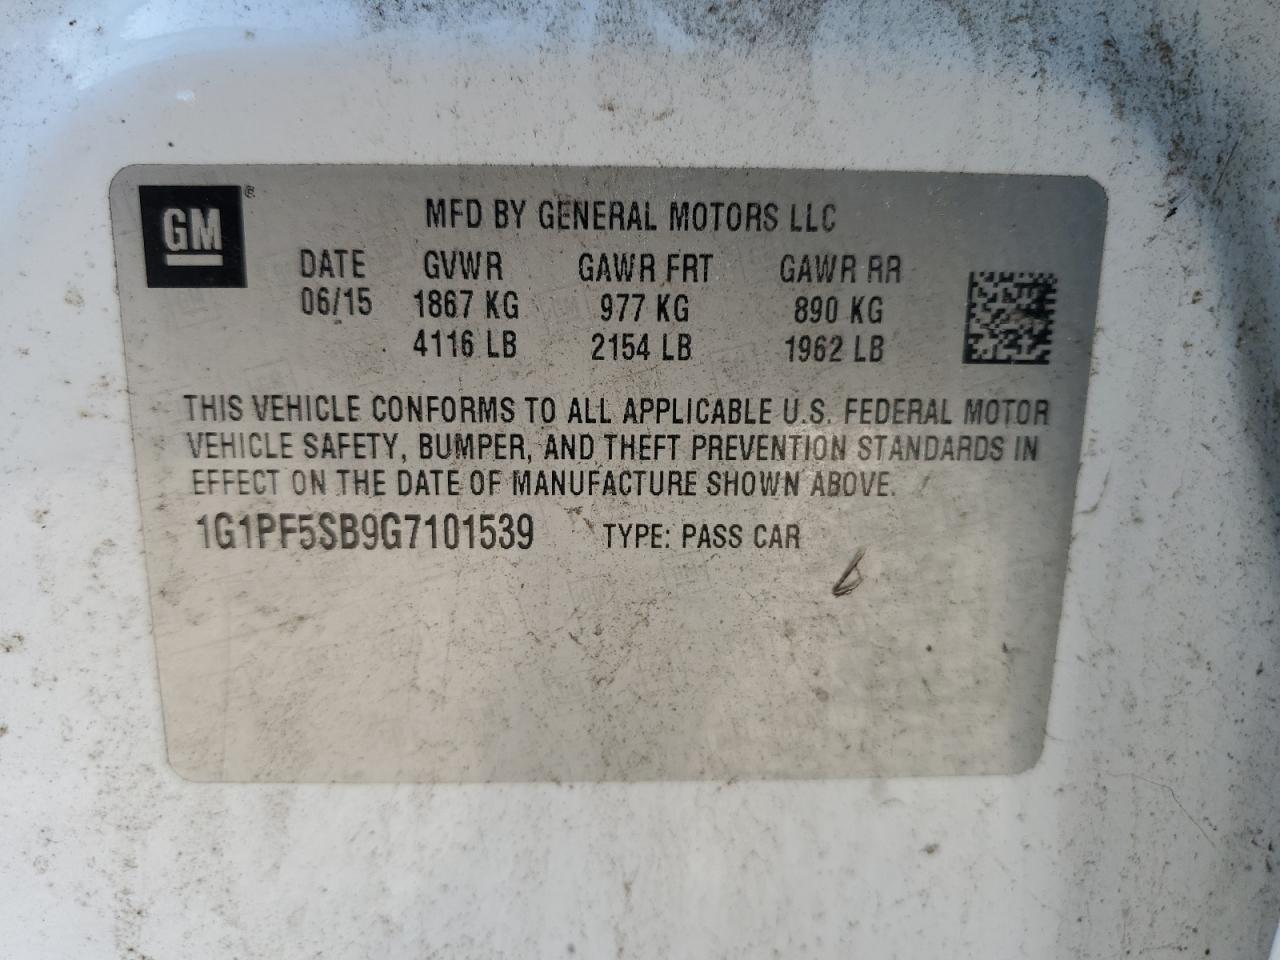 GM ®
MFD BY GENERAL MOTORS LLC
DATE GVWR GAWR FRT GAWR RR
06/15 1867 KG 977 KG 890 KG
4116 LB 2154 LB 1962 LB
THIS VEHICLE CONFORMS TO ALL APPLICABLE U.S. FEDERAL MOTOR
VEHICLE SAFETY, BUMPER, AND THEFT PREVENTION STANDARDS IN
EFFECT ON THE DATE OF MANUFACTURE SHOWN ABOVE.
1G1PF5SB9G7101539 TYPE: PASS CAR